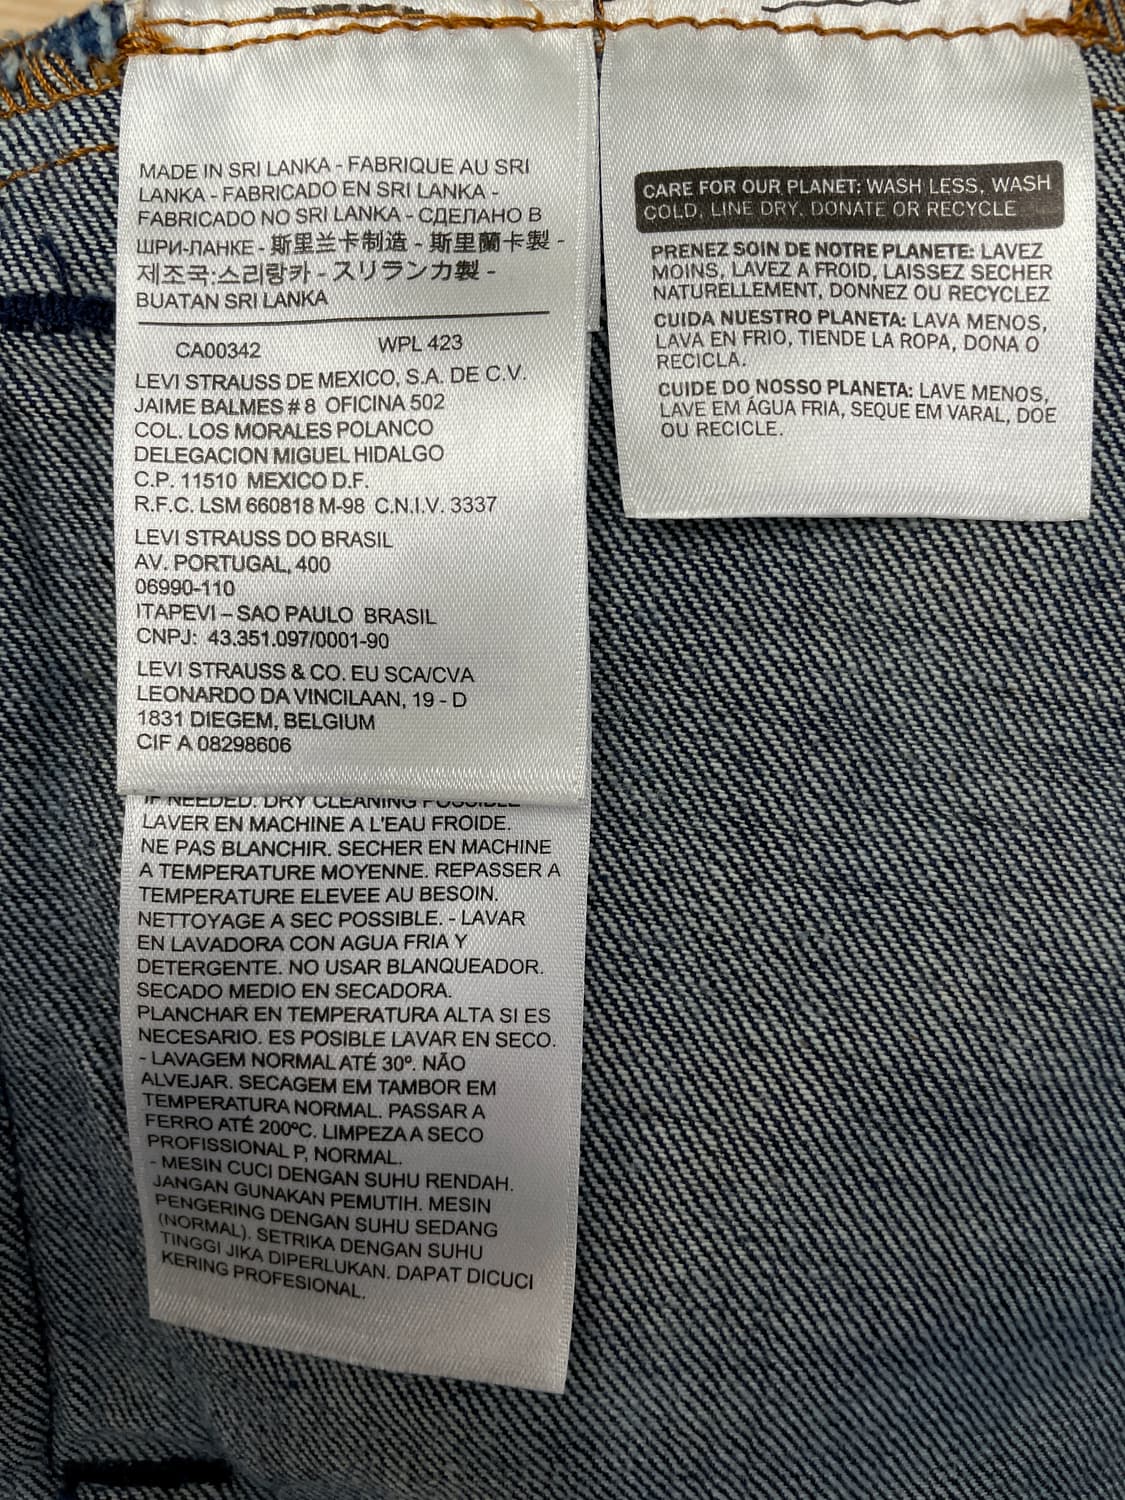 MADE IN SRI LANKA - FABRIQUE AU SRI
LANKA - FABRICADO EN SRI LANKA -
FABRICADO NO SRI LANKA - СДЕЛАНО В
ШРИ-ЛАНКЕ - 斯里兰卡制造 - 斯里蘭卡製 -
제조국:스리랑카 - スリランカ製 -
BUATAN SRI LANKA
CA00342 WPL 423
LEVI STRAUSS DE MEXICO, S.A. DE C.V.
JAIME BALMES # 8 OFICINA 502
COL. LOS MORALES POLANCO
DELEGACION MIGUEL HIDALGO
C.P. 11510 MEXICO D.F.
R.F.C. LSM 660818 M-98 C.N.I.V. 3337
LEVI STRAUSS DO BRASIL
AV. PORTUGAL, 400
06990-110
ITAPEVI – SAO PAULO BRASIL
CNPJ: 43.351.097/0001-90
LEVI STRAUSS & CO. EU SCA/CVA
LEONARDO DA VINCILAAN, 19 - D
1831 DIEGEM, BELGIUM
CIF A 08298606
IF NEEDED. DRY CLEANING POSSIBLE
LAVER EN MACHINE A L'EAU FROIDE.
NE PAS BLANCHIR. SECHER EN MACHINE
A TEMPERATURE MOYENNE. REPASSER A
TEMPERATURE ELEVEE AU BESOIN.
NETTOYAGE A SEC POSSIBLE. - LAVAR
EN LAVADORA CON AGUA FRIA Y
DETERGENTE. NO USAR BLANQUEADOR.
SECADO MEDIO EN SECADORA.
PLANCHAR EN TEMPERATURA ALTA SI ES
NECESARIO. ES POSIBLE LAVAR EN SECO.
- LAVAGEM NORMAL ATÉ 30º. NÃO
ALVEJAR. SECAGEM EM TAMBOR EM
TEMPERATURA NORMAL. PASSAR A
FERRO ATÉ 200ºC. LIMPEZA A SECO
PROFISSIONAL P, NORMAL.
- MESIN CUCI DENGAN SUHU RENDAH.
JANGAN GUNAKAN PEMUTIH. MESIN
PENGERING DENGAN SUHU SEDANG
(NORMAL). SETRIKA DENGAN SUHU
TINGGI JIKA DIPERLUKAN. DAPAT DICUCI
KERING PROFESIONAL.
CARE FOR OUR PLANET: WASH LESS, WASH
COLD, LINE DRY, DONATE OR RECYCLE
PRENEZ SOIN DE NOTRE PLANETE: LAVEZ
MOINS, LAVEZ A FROID, LAISSEZ SECHER
NATURELLEMENT, DONNEZ OU RECYCLEZ
CUIDA NUESTRO PLANETA: LAVA MENOS,
LAVA EN FRIO, TIENDE LA ROPA, DONA O
RECICLA.
CUIDE DO NOSSO PLANETA: LAVE MENOS,
LAVE EM ÁGUA FRIA, SEQUE EM VARAL, DOE
OU RECICLE.